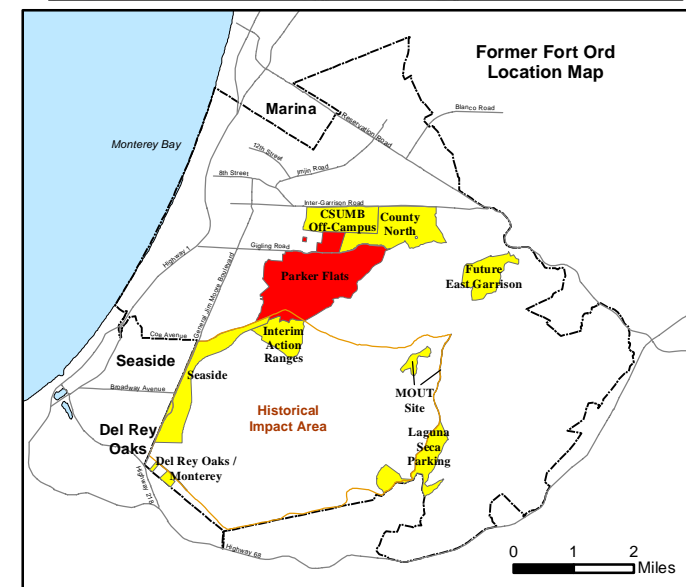 Former Fort Ord
Location Map
Marina
Blanco Road
Reservation Road
Monterey Bay
12th Street
8th Street
Imjin Road
Inter-Garrison Road
CSUMB
Off-Campus
County
North
Gigling Road
Highway 1
General Jim Moore Boulevard
Parker Flats
Future
East Garrison
Coe Avenue
Interim
Action
Ranges
Seaside
Seaside
Broadway Avenue
MOUT
Site
Historical
Impact Area
Del Rey
Oaks
Laguna
Seca
Parking
Del Rey Oaks /
Monterey
Highway 218
Highway 68
0 1 2
Miles